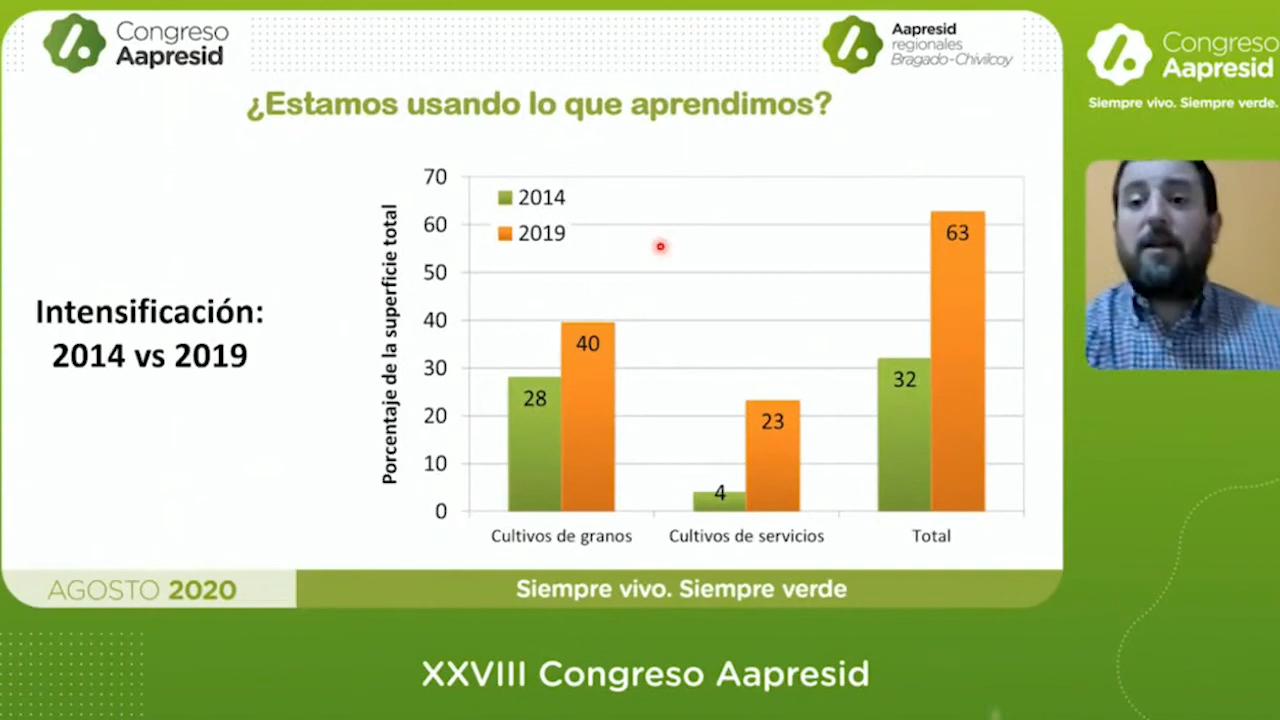 Congreso
Aapresid
Aapresid
regionales
Bragado-Chivilcoy
Congreso
Aapresid
Siempre vivo. Siempre verde.
¿Estamos usando lo que aprendimos?
Intensificación:
2014 vs 2019
Porcentaje de la superficie total
70
60
50
40
30
20
10
0
2014
2019
28
40
4
23
32
63
Cultivos de granos
Cultivos de servicios
Total
AGOSTO 2020
Siempre vivo. Siempre verde
XXVIII Congreso Aapresid